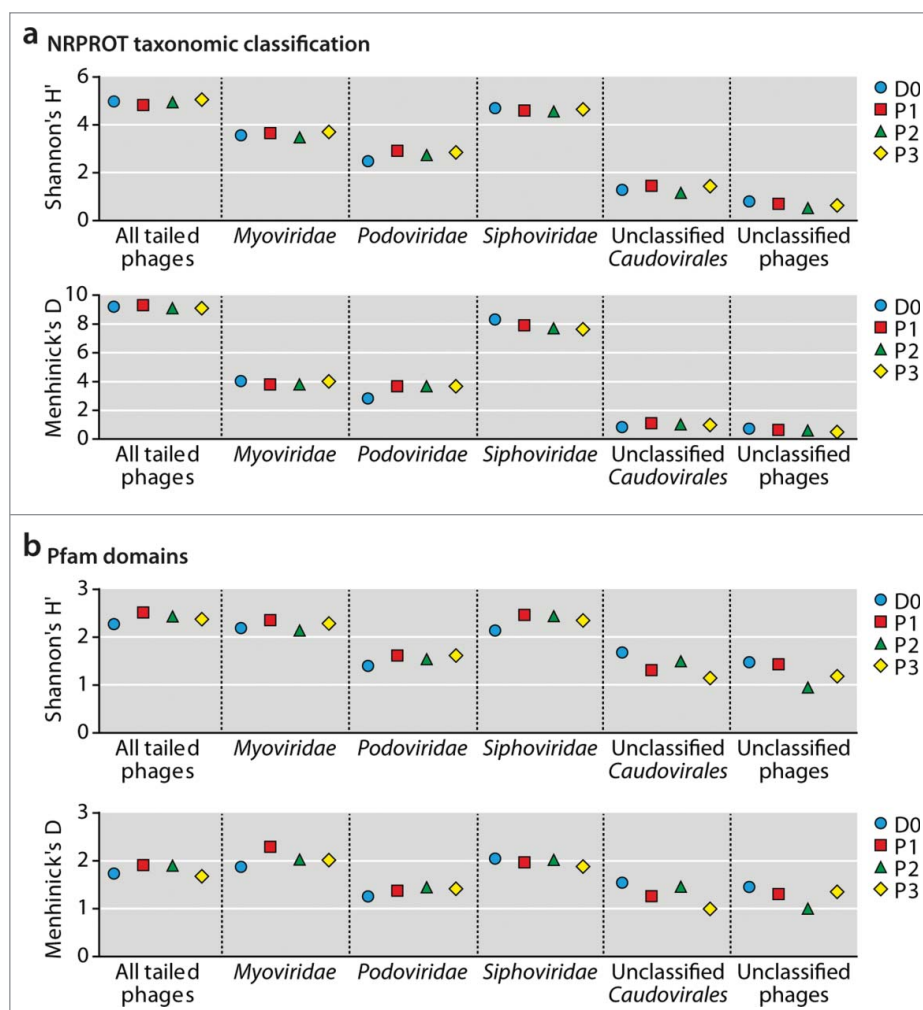 a NRPROT taxonomic classification
Shannon's H'
6
4
2
0
D0
P1
P2
P3
All tailed phages
Myoviridae
Podoviridae
Siphoviridae
Unclassified Caudovirales
Unclassified phages
Menhinick's D
10
8
6
4
2
0
D0
P1
P2
P3
All tailed phages
Myoviridae
Podoviridae
Siphoviridae
Unclassified Caudovirales
Unclassified phages
b Pfam domains
Shannon's H'
3
2
1
0
D0
P1
P2
P3
All tailed phages
Myoviridae
Podoviridae
Siphoviridae
Unclassified Caudovirales
Unclassified phages
Menhinick's D
3
2
1
0
D0
P1
P2
P3
All tailed phages
Myoviridae
Podoviridae
Siphoviridae
Unclassified Caudovirales
Unclassified phages